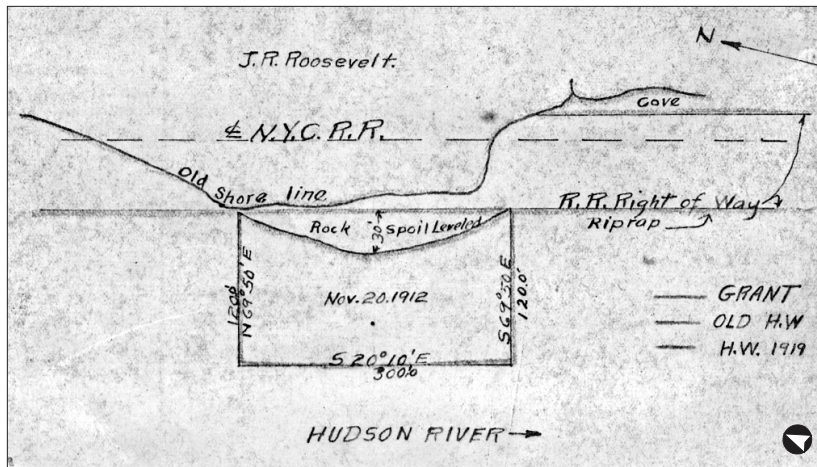 N
J.R. Roosevelt.
Cove
℄ N.Y.C. R.R.
Old Shore line
R.R. Right of Way
Riprap
Rock 30' Spoil Leveled
120.0'
N 69°-50' E
S 69°-50' E
120.0'
Nov. 20. 1912
GRANT
OLD H.W
H.W. 1919
S 20°10' E
300.0
HUDSON RIVER